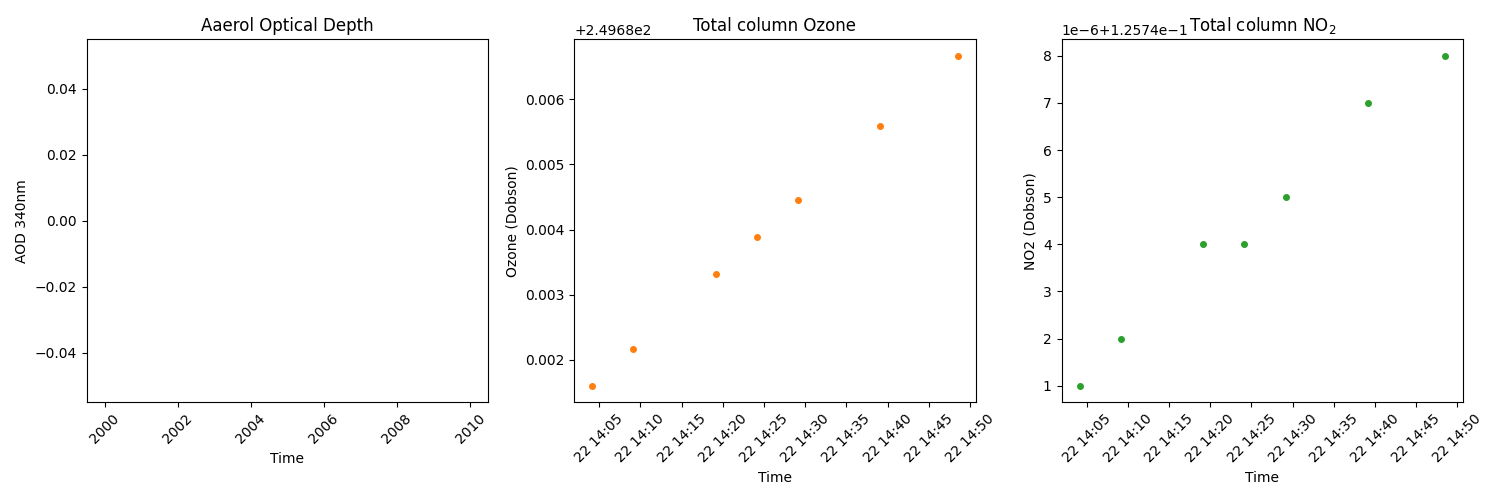 Aaerol Optical Depth
AOD 340nm
0.04
0.02
0.00
−0.02
−0.04
2000 2002 2004 2006 2008 2010
Time
Total column Ozone
+2.4968e2
Ozone (Dobson)
0.006
0.005
0.004
0.003
0.002
22 14:05 22 14:10 22 14:15 22 14:20 22 14:25 22 14:30 22 14:35 22 14:40 22 14:45 22 14:50
Time
Total column NO₂
1e−6+1.2574e−1
NO2 (Dobson)
8
7
6
5
4
3
2
1
22 14:05 22 14:10 22 14:15 22 14:20 22 14:25 22 14:30 22 14:35 22 14:40 22 14:45 22 14:50
Time